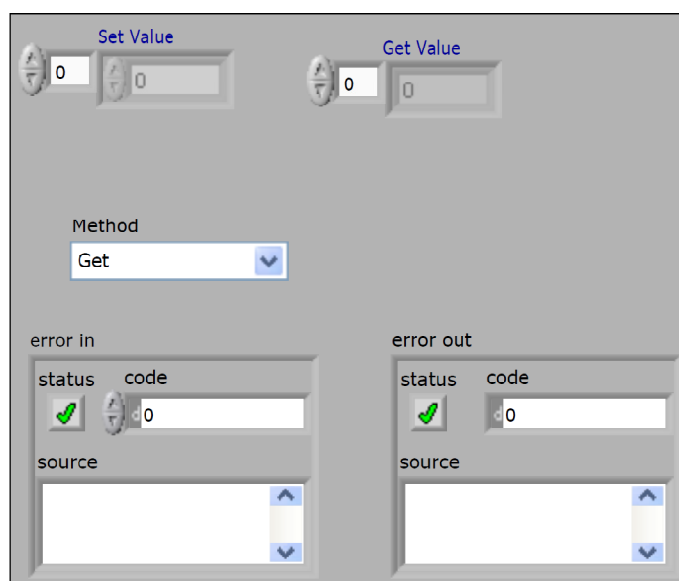 Set Value
Get Value
0
0
0
0
Method
Get
error in
error out
status
code
status
code
d
0
d
0
source
source